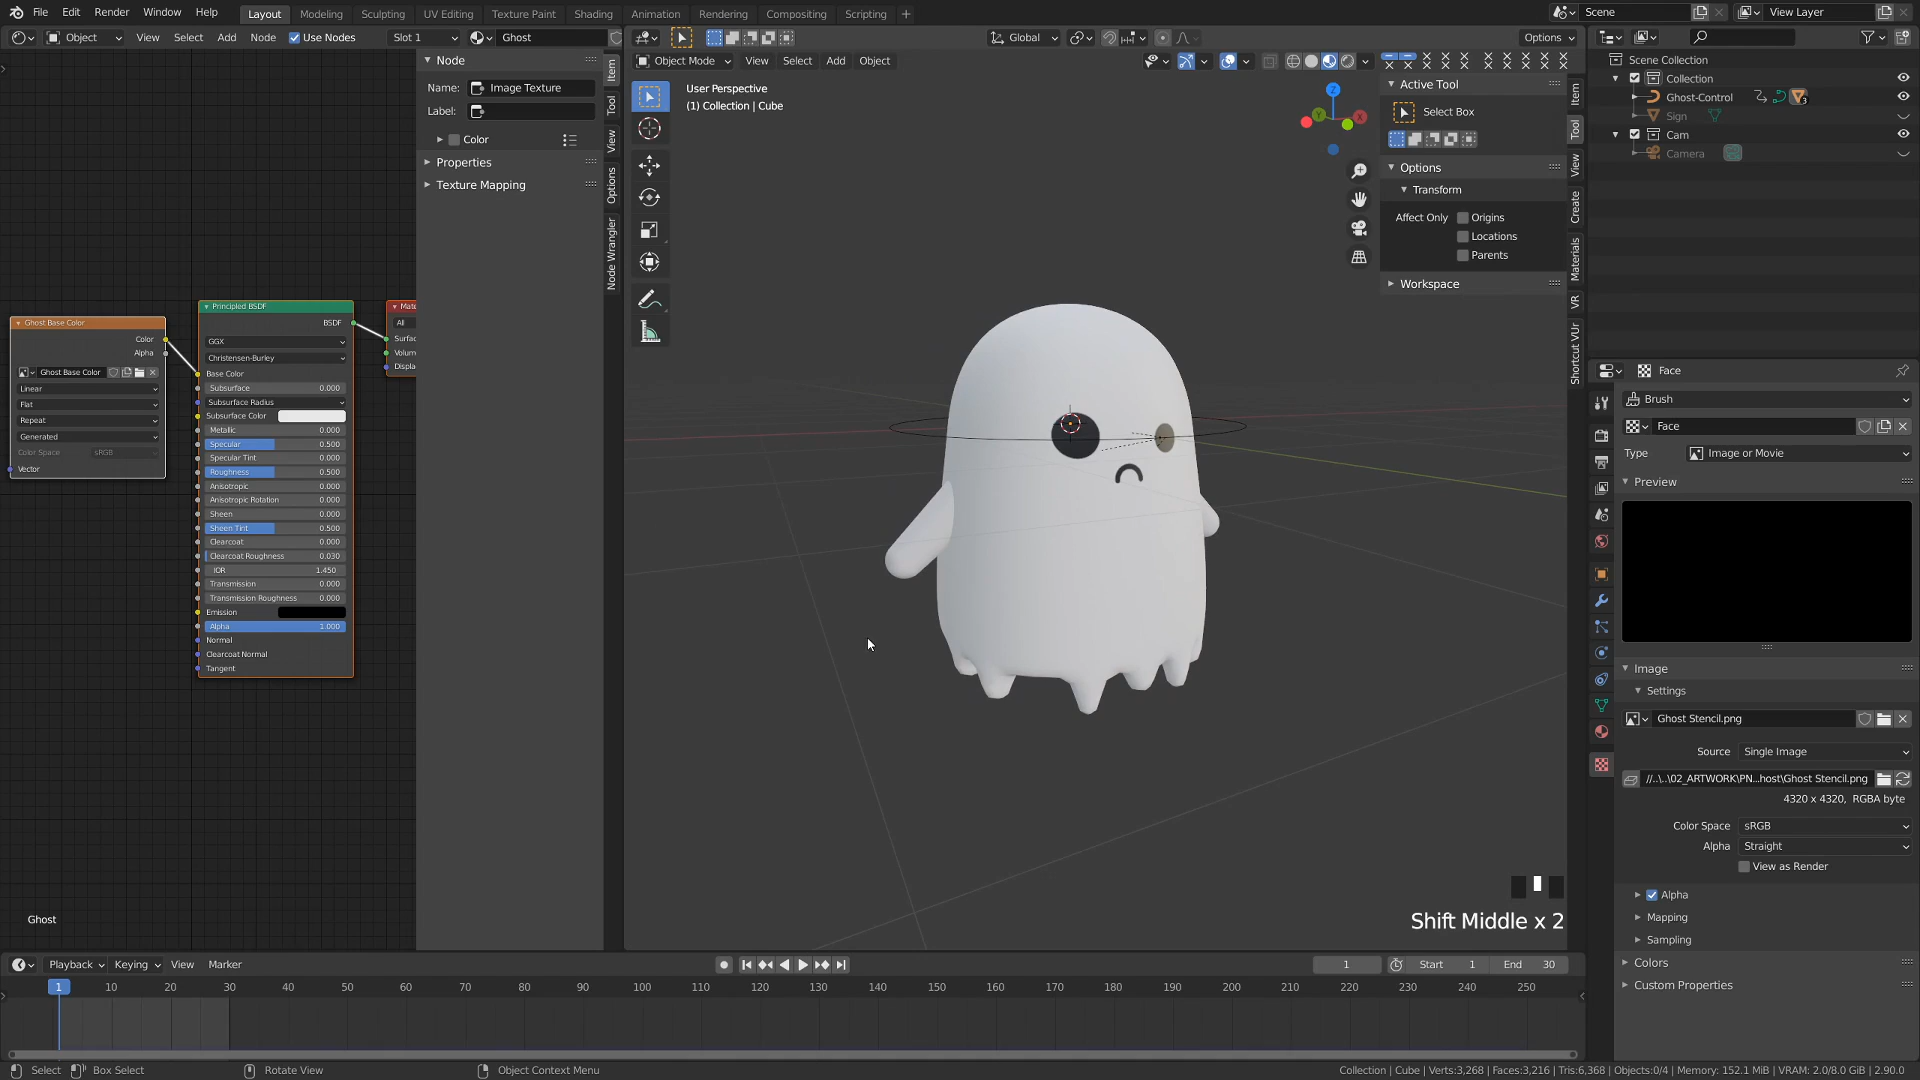 File Edit Render Window Help Layout Modeling Sculpting UV Editing Texture Paint Shading Animation Rendering Compositing Scripting + Scene View Layer
Object View Select Add Node Use Nodes Slot 1 Ghost Global Options
Object Mode View Select Add Object
Node
Name: Image Texture
Label:
Color
Properties
Texture Mapping
Item
Tool
View
Options
Node Wrangler
Ghost Base Color
Color
Alpha
Ghost Base Color
Linear
Flat
Repeat
Generated
Color Space sRGB
Vector
Principled BSDF
BSDF
GGX
Christensen-Burley
Base Color
Subsurface 0.000
Subsurface Radius
Subsurface Color
Metallic 0.000
Specular 0.500
Specular Tint 0.000
Roughness 0.500
Anisotropic 0.000
Anisotropic Rotation 0.000
Sheen 0.000
Sheen Tint 0.500
Clearcoat 0.000
Clearcoat Roughness 0.030
IOR 1.450
Transmission 0.000
Transmission Roughness 0.000
Emission
Alpha 1.000
Normal
Clearcoat Normal
Tangent
Mate
All
Surfac
Volum
Displa
Ghost
User Perspective
(1) Collection | Cube
Z
Y
X
Active Tool
Select Box
Options
Transform
Affect Only Origins
Locations
Parents
Workspace
Item
Tool
View
Create
Materials
VR
Shortcut VUr
Shift Middle x 2
Scene Collection
Collection
Ghost-Control 3
Sign
Cam
Camera
Face
Brush
Face
Type Image or Movie
Preview
Image
Settings
Ghost Stencil.png
Source Single Image
//..\..\02_ARTWORK\PN...host\Ghost Stencil.png
4320 x 4320, RGBA byte
Color Space sRGB
Alpha Straight
View as Render
Alpha
Mapping
Sampling
Colors
Custom Properties
Playback Keying View Marker 1 Start 1 End 30
1 10 20 30 40 50 60 70 80 90 100 110 120 130 140 150 160 170 180 190 200 210 220 230 240 250
Select Box Select Rotate View Object Context Menu Collection | Cube | Verts:3,268 | Faces:3,216 | Tris:6,368 | Objects:0/4 | Memory: 152.1 MiB | VRAM: 2.0/8.0 GiB | 2.90.0